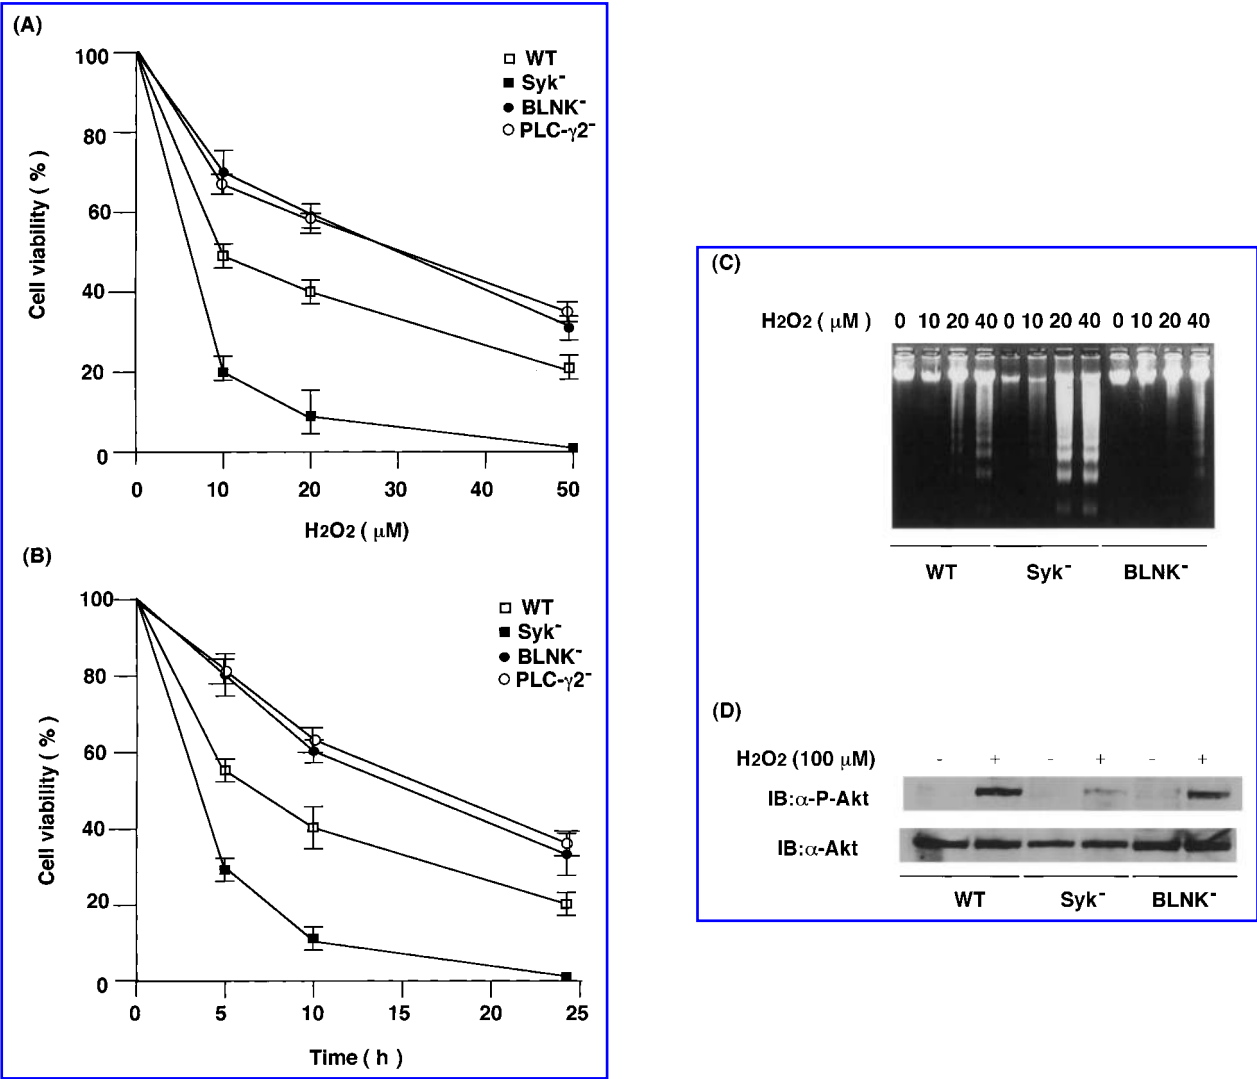 (A)
100
80
60
40
20
0
Cell viability ( % )
WT
Syk-
BLNK-
PLC-γ2-
0 10 20 30 40 50
H2O2 ( μM)
(B)
100
80
60
40
20
0
Cell viability ( % )
WT
Syk-
BLNK-
PLC-γ2-
0 5 10 15 20 25
Time ( h )
(C)
H2O2 ( μM ) 0 10 20 40 0 10 20 40 0 10 20 40
WT Syk- BLNK-
(D)
H2O2 (100 μM) - + - + - +
IB:α-P-Akt
IB:α-Akt
WT Syk- BLNK-